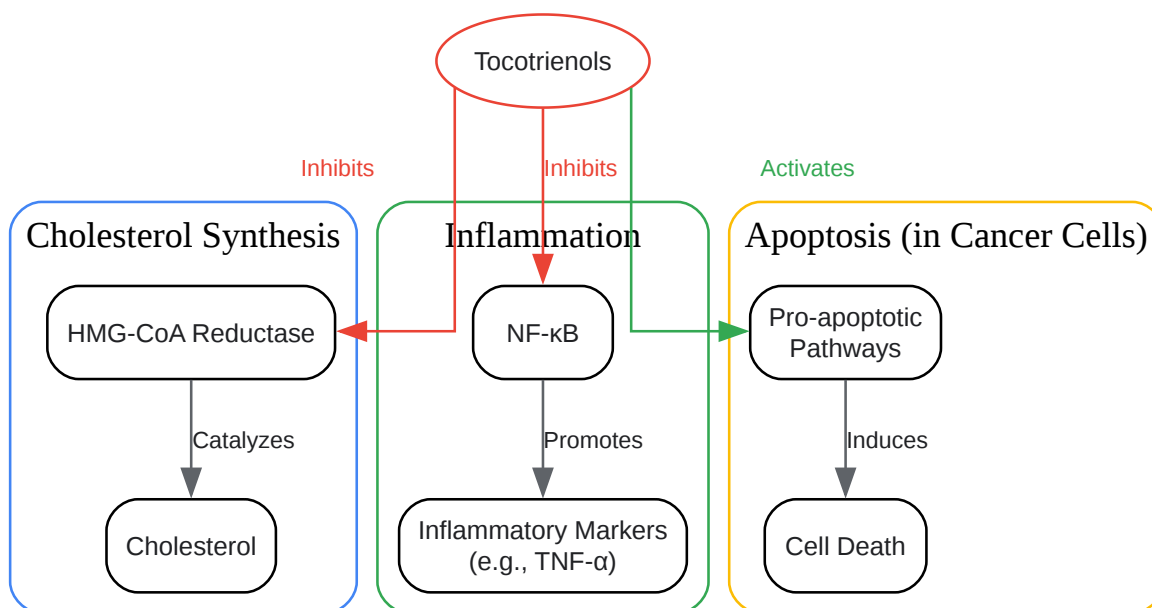 Tocotrienols
Inhibits
Inhibits
Activates
Cholesterol Synthesis
Inflammation
Apoptosis (in Cancer Cells)
HMG-CoA Reductase
NF-κB
Pro-apoptotic
Pathways
Catalyzes
Promotes
Induces
Cholesterol
Inflammatory Markers
(e.g., TNF-α)
Cell Death